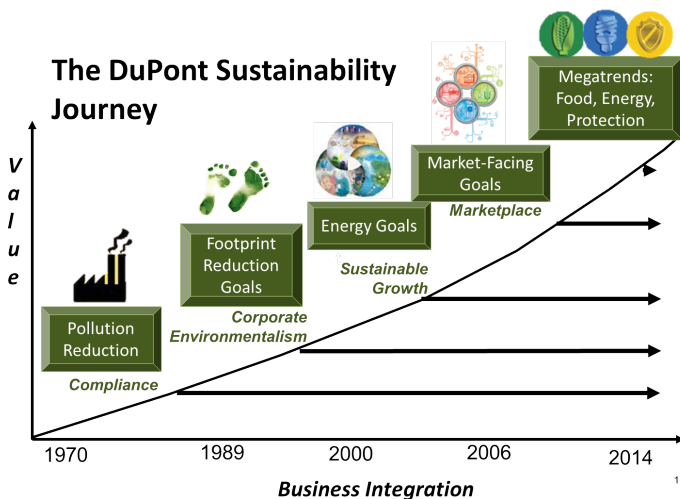 The DuPont Sustainability
Journey
Megatrends:
Food, Energy,
Protection
Market-Facing
Goals
Marketplace
Energy Goals
Sustainable
Growth
Footprint
Reduction
Goals
Corporate
Environmentalism
Pollution
Reduction
Compliance
Value
1970
1989
2000
2006
2014
Business Integration
1